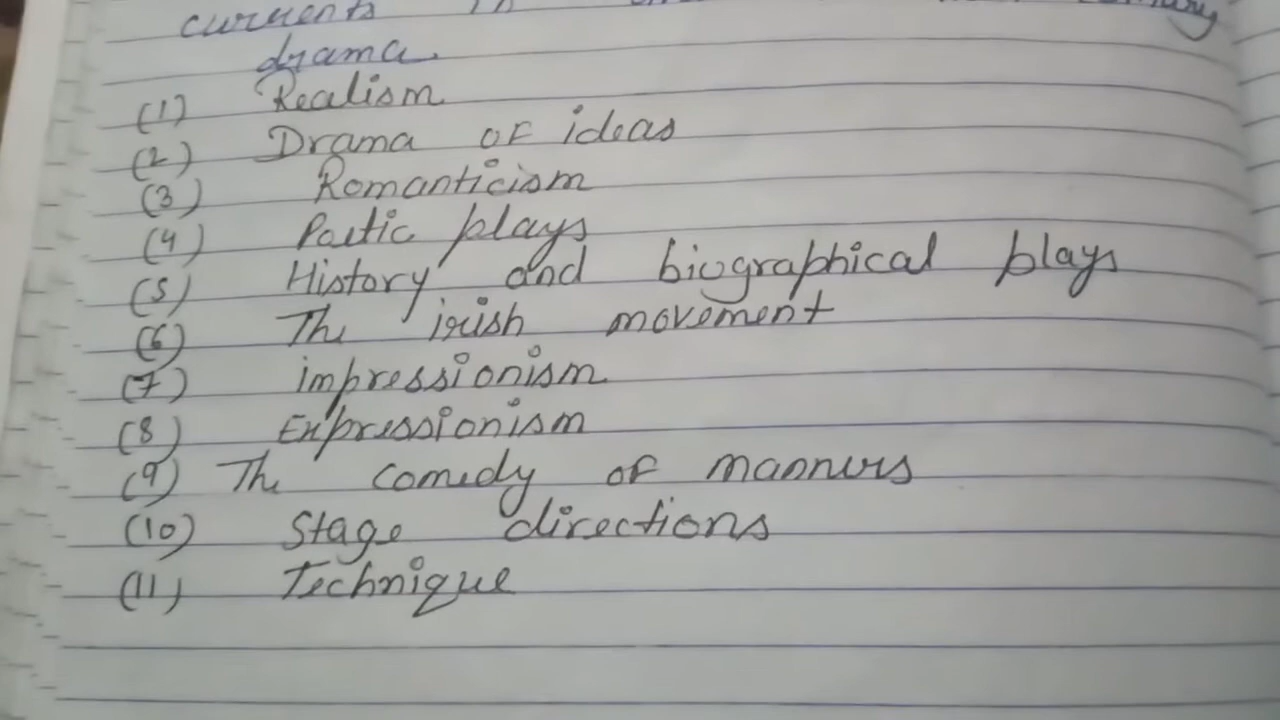 currents in
drama.
(1) Realism
(2) Drama of ideas
(3) Romanticism
(4) Poetic plays
(5) History and biographical plays
(6) The irish movement
(7) impressionism
(8) Expressionism
(9) The comedy of manners
(10) Stage directions
(11) Technique